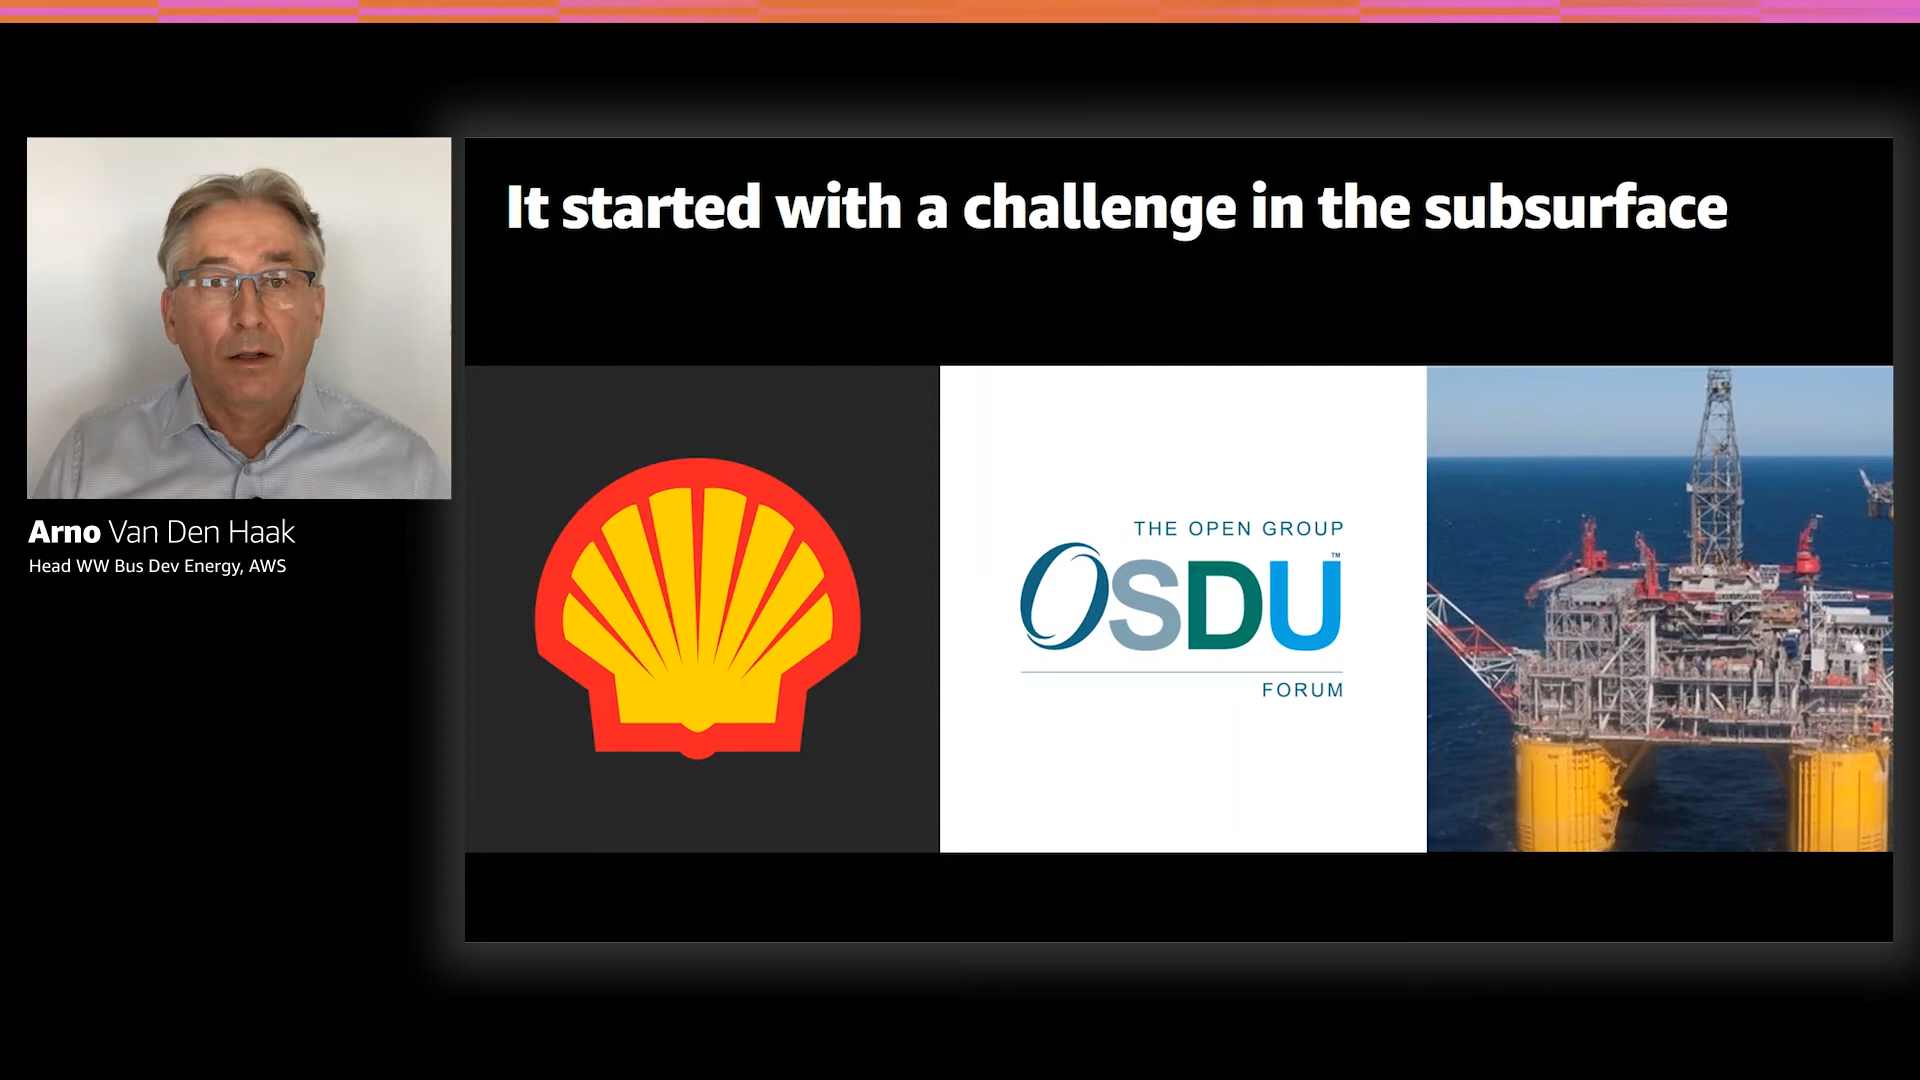 It started with a challenge in the subsurface
THE OPEN GROUP
OSDU™
FORUM
Arno Van Den Haak
Head WW Bus Dev Energy, AWS